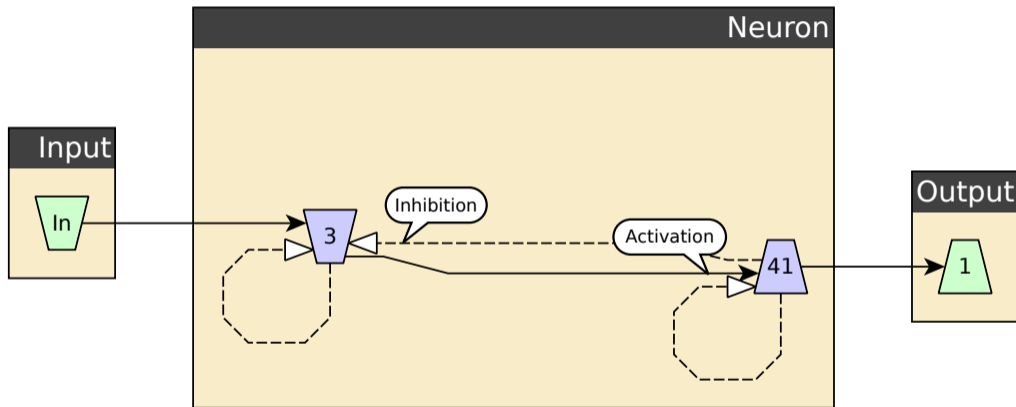 Neuron
Input
In
3
Inhibition
Activation
41
Output
1